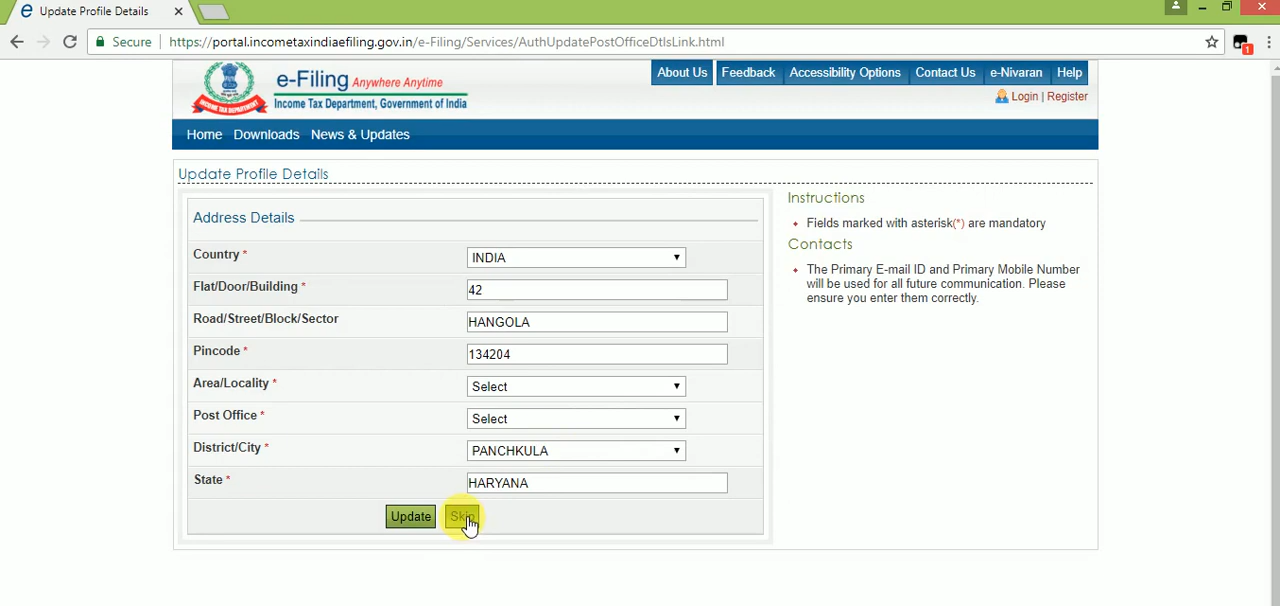 Update Profile Details
Secure
https://portal.incometaxindiaefiling.gov.in/e-Filing/Services/AuthUpdatePostOfficeDtlsLink.html
1
e-Filing Anywhere Anytime
Income Tax Department, Government of India
INCOME TAX DEPARTMENT
About Us Feedback Accessibility Options Contact Us e-Nivaran Help
Login | Register
Home Downloads News & Updates
Update Profile Details
Address Details
Country * INDIA
Flat/Door/Building * 42
Road/Street/Block/Sector HANGOLA
Pincode * 134204
Area/Locality * Select
Post Office * Select
District/City * PANCHKULA
State * HARYANA
Update Skip
Instructions
Fields marked with asterisk(*) are mandatory
Contacts
The Primary E-mail ID and Primary Mobile Number
will be used for all future communication. Please
ensure you enter them correctly.